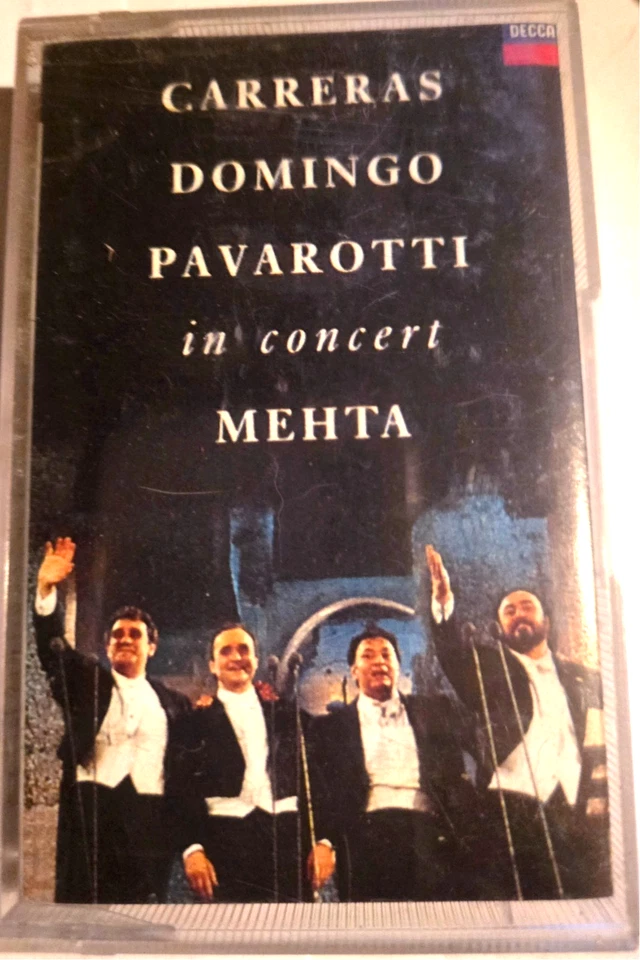 DECCA
CARRERAS
DOMINGO
PAVAROTTI
in concert
MEHTA